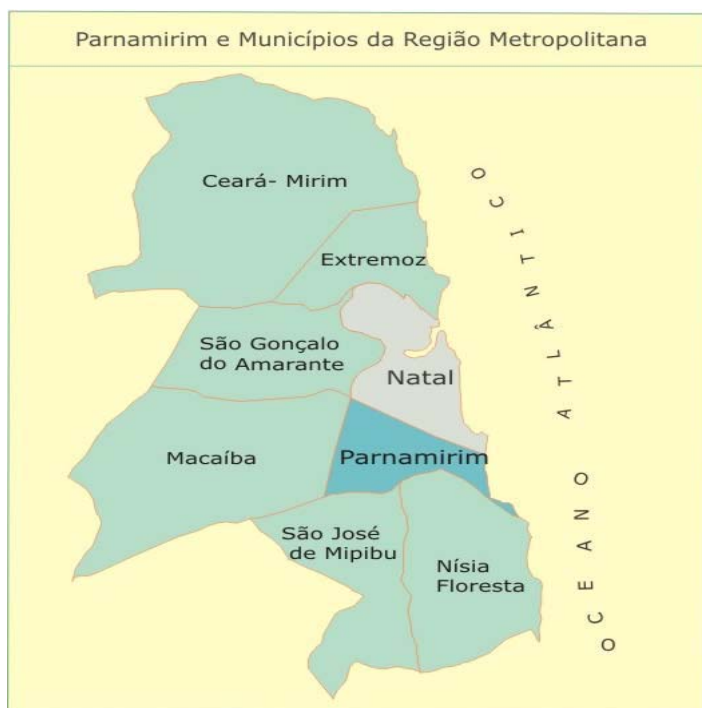 Parnamirim e Municípios da Região Metropolitana
Ceará- Mirim
Extremoz
São Gonçalo
do Amarante
Natal
Macaíba
Parnamirim
São José
de Mipibu
Nísia
Floresta
OCEANO ATLÂNTICO